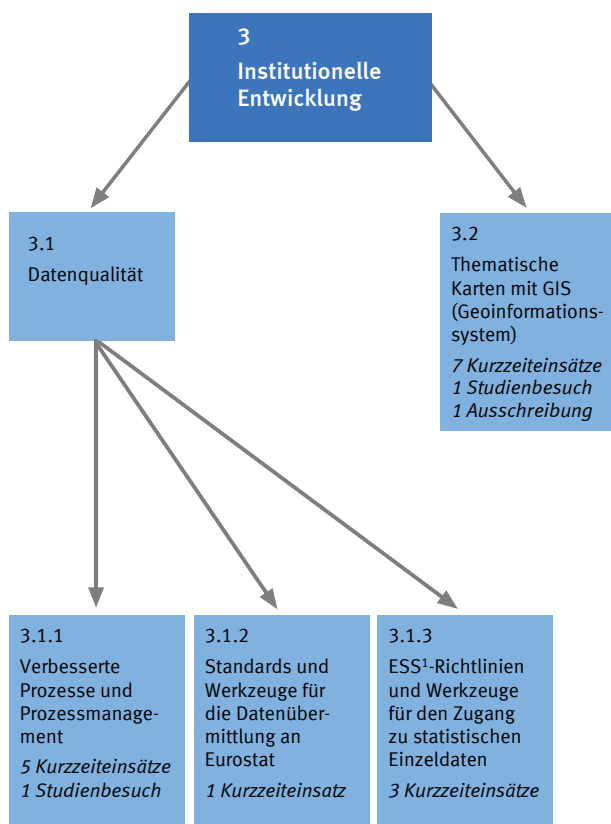 3
Institutionelle
Entwicklung
3.1
Datenqualität
3.2
Thematische
Karten mit GIS
(Geoinformations-
system)
7 Kurzzeiteinsätze
1 Studienbesuch
1 Ausschreibung
3.1.1
Verbesserte
Prozesse und
Prozessmanage-
ment
5 Kurzzeiteinsätze
1 Studienbesuch
3.1.2
Standards und
Werkzeuge für
die Datenüber-
mittlung an
Eurostat
1 Kurzzeiteinsatz
3.1.3
ESS¹-Richtlinien
und Werkzeuge
für den Zugang
zu statistischen
Einzeldaten
3 Kurzzeiteinsätze